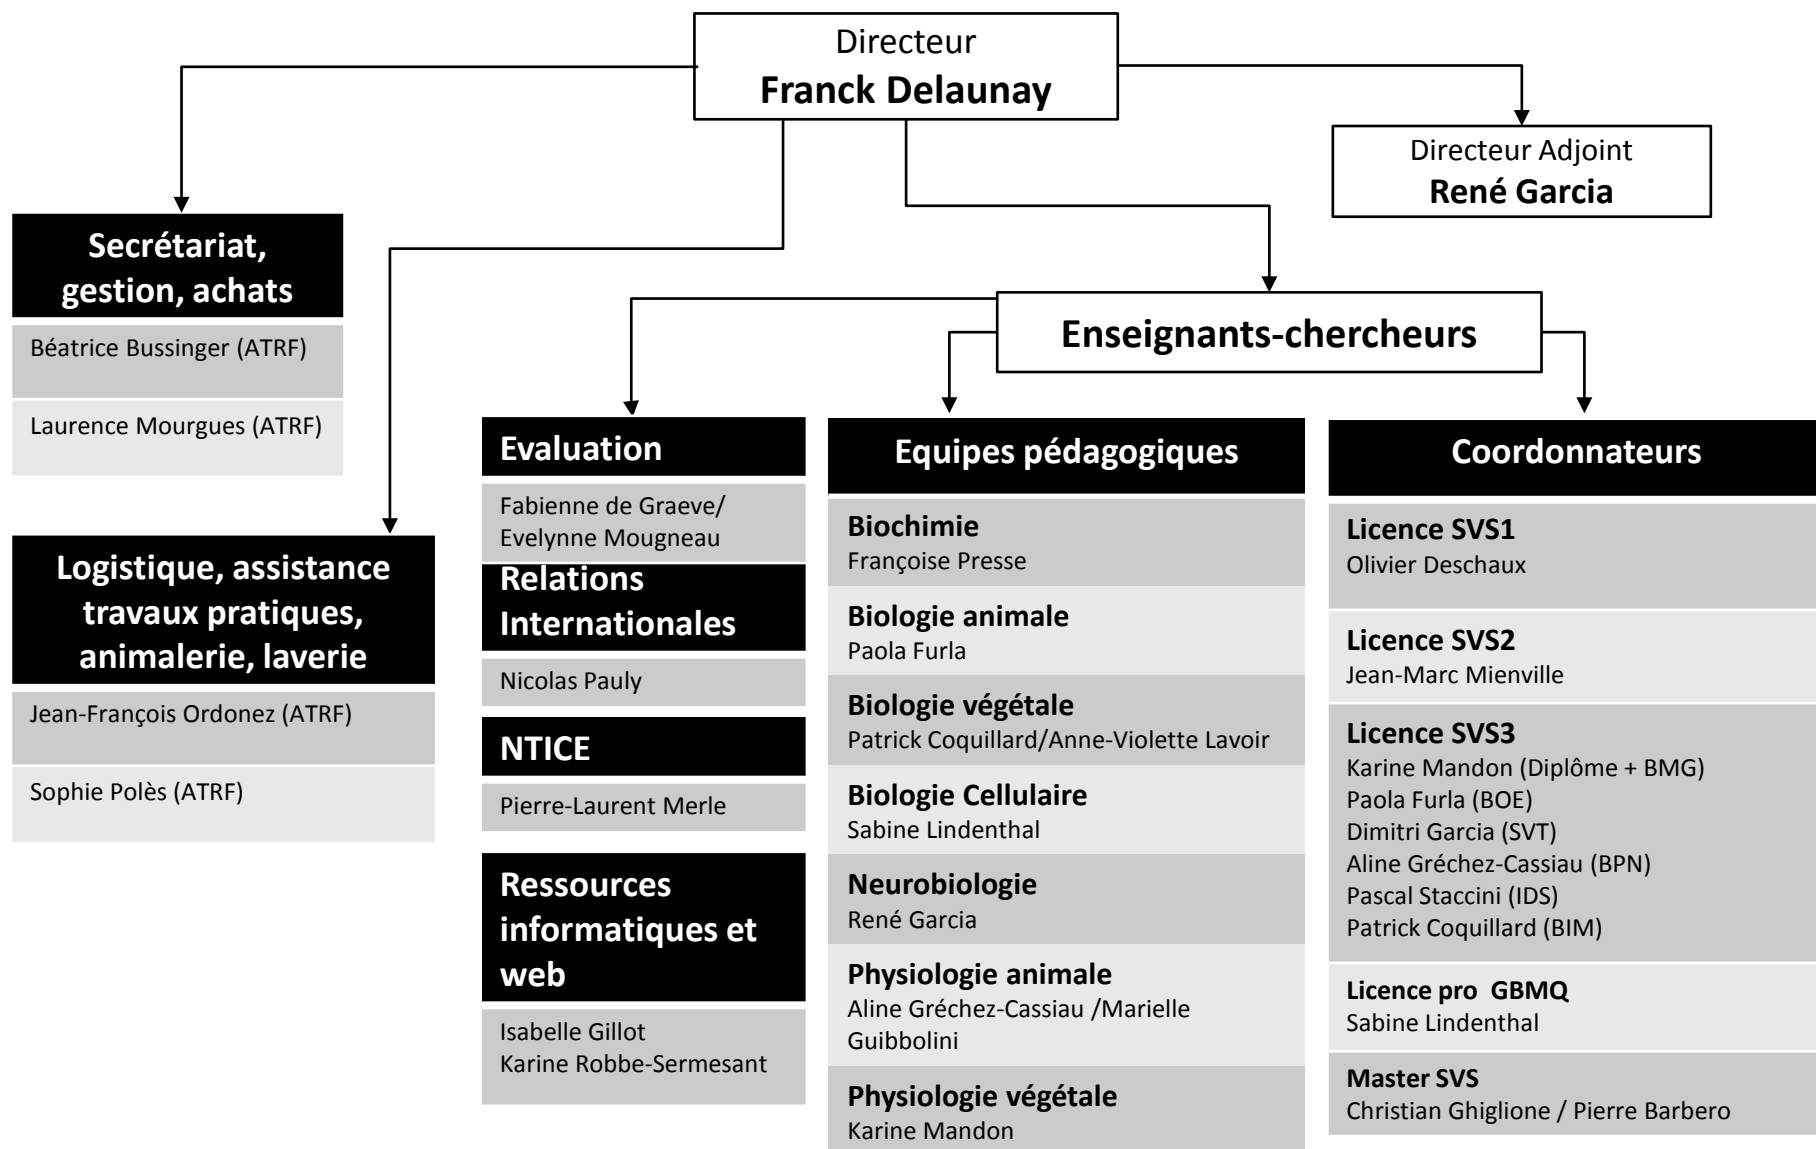 Directeur
Franck Delaunay
Directeur Adjoint
René Garcia
Secrétariat,
gestion, achats
Béatrice Bussinger (ATRF)
Laurence Mourgues (ATRF)
Logistique, assistance
travaux pratiques,
animalerie, laverie
Jean-François Ordonez (ATRF)
Sophie Polès (ATRF)
Enseignants-chercheurs
Evaluation
Fabienne de Graeve/
Evelynne Mougneau
Relations
Internationales
Nicolas Pauly
NTICE
Pierre-Laurent Merle
Ressources
informatiques et
web
Isabelle Gillot
Karine Robbe-Sermesant
Equipes pédagogiques
Biochimie
Françoise Presse
Biologie animale
Paola Furla
Biologie végétale
Patrick Coquillard/Anne-Violette Lavoir
Biologie Cellulaire
Sabine Lindenthal
Neurobiologie
René Garcia
Physiologie animale
Aline Gréchez-Cassiau /Marielle
Guibbolini
Physiologie végétale
Karine Mandon
Coordonnateurs
Licence SVS1
Olivier Deschaux
Licence SVS2
Jean-Marc Mienville
Licence SVS3
Karine Mandon (Diplôme + BMG)
Paola Furla (BOE)
Dimitri Garcia (SVT)
Aline Gréchez-Cassiau (BPN)
Pascal Staccini (IDS)
Patrick Coquillard (BIM)
Licence pro  GBMQ
Sabine Lindenthal
Master SVS
Christian Ghiglione / Pierre Barbero